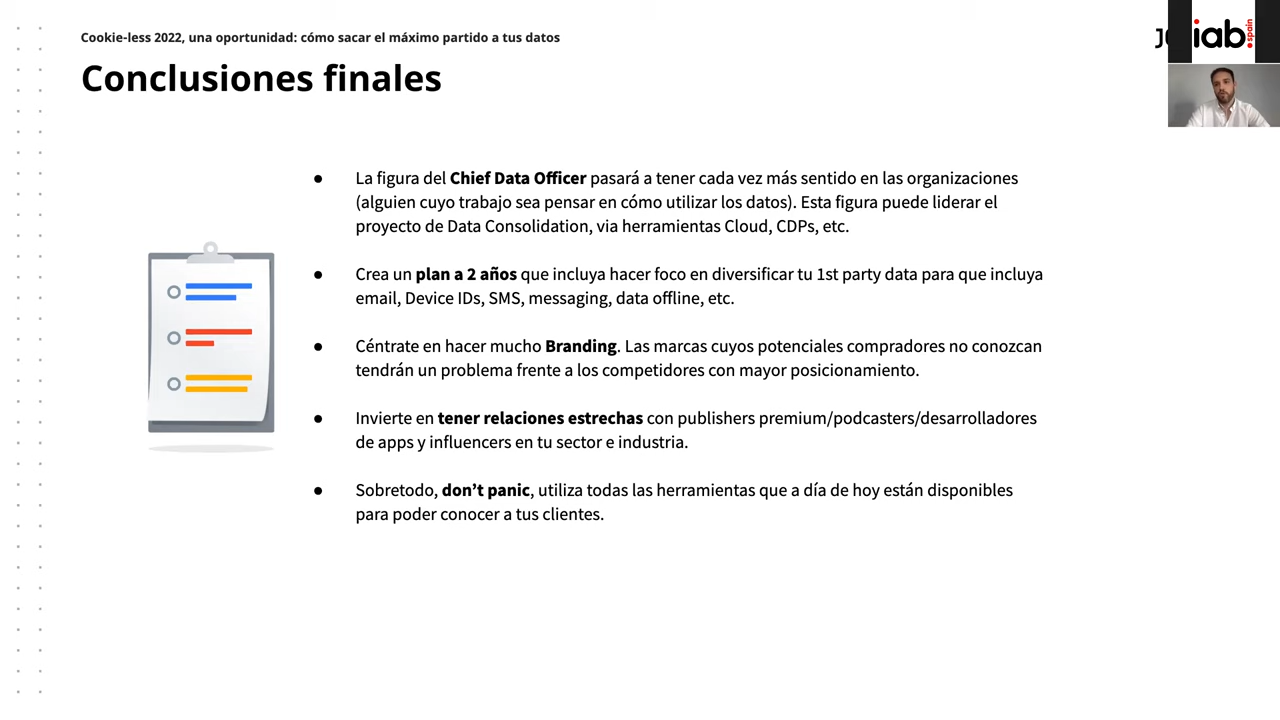 Cookie-less 2022, una oportunidad: cómo sacar el máximo partido a tus datos
iab
spain
Conclusiones finales
● La figura del Chief Data Officer pasará a tener cada vez más sentido en las organizaciones
(alguien cuyo trabajo sea pensar en cómo utilizar los datos). Esta figura puede liderar el
proyecto de Data Consolidation, via herramientas Cloud, CDPs, etc.
● Crea un plan a 2 años que incluya hacer foco en diversificar tu 1st party data para que incluya
email, Device IDs, SMS, messaging, data offline, etc.
● Céntrate en hacer mucho Branding. Las marcas cuyos potenciales compradores no conozcan
tendrán un problema frente a los competidores con mayor posicionamiento.
● Invierte en tener relaciones estrechas con publishers premium/podcasters/desarrolladores
de apps y influencers en tu sector e industria.
● Sobretodo, don’t panic, utiliza todas las herramientas que a día de hoy están disponibles
para poder conocer a tus clientes.